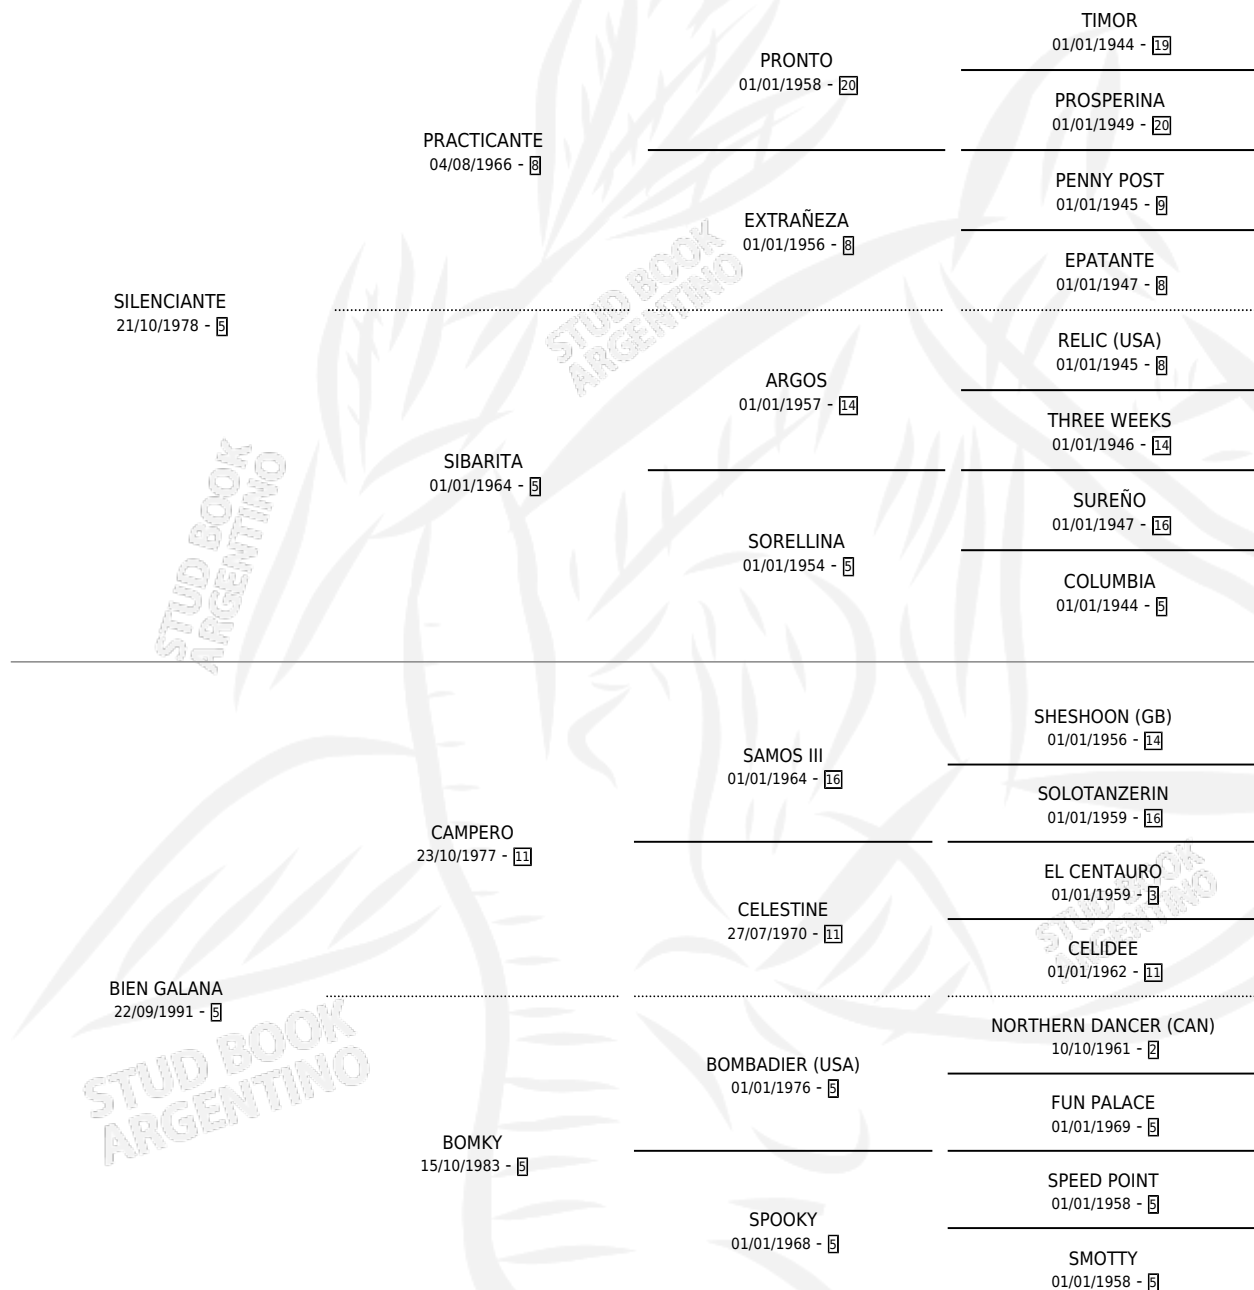 TIMOR
01/01/1944 - 19
PRONTO
01/01/1958 - 20
PROSPERINA
01/01/1949 - 20
PRACTICANTE
04/08/1966 - 8
PENNY POST
01/01/1945 - 9
EXTRAÑEZA
01/01/1956 - 8
EPATANTE
01/01/1947 - 8
SILENCIANTE
21/10/1978 - 5
RELIC (USA)
01/01/1945 - 8
ARGOS
01/01/1957 - 14
THREE WEEKS
01/01/1946 - 14
SIBARITA
01/01/1964 - 5
SUREÑO
01/01/1947 - 16
SORELLINA
01/01/1954 - 5
COLUMBIA
01/01/1944 - 5
SHESHOON (GB)
01/01/1956 - 14
SAMOS III
01/01/1964 - 16
SOLOTANZERIN
01/01/1959 - 16
CAMPERO
23/10/1977 - 11
EL CENTAURO
01/01/1959 - 3
CELESTINE
27/07/1970 - 11
CELIDEE
01/01/1962 - 11
BIEN GALANA
22/09/1991 - 5
NORTHERN DANCER (CAN)
10/10/1961 - 2
BOMBADIER (USA)
01/01/1976 - 5
FUN PALACE
01/01/1969 - 5
BOMKY
15/10/1983 - 5
SPEED POINT
01/01/1958 - 5
SPOOKY
01/01/1968 - 5
SMOTTY
01/01/1958 - 5
STUD BOOK
ARGENTINO
STUD BOOK
ARGENTINO
STUD BOOK
ARGENTINO
STUD BOOK
ARGENTINO